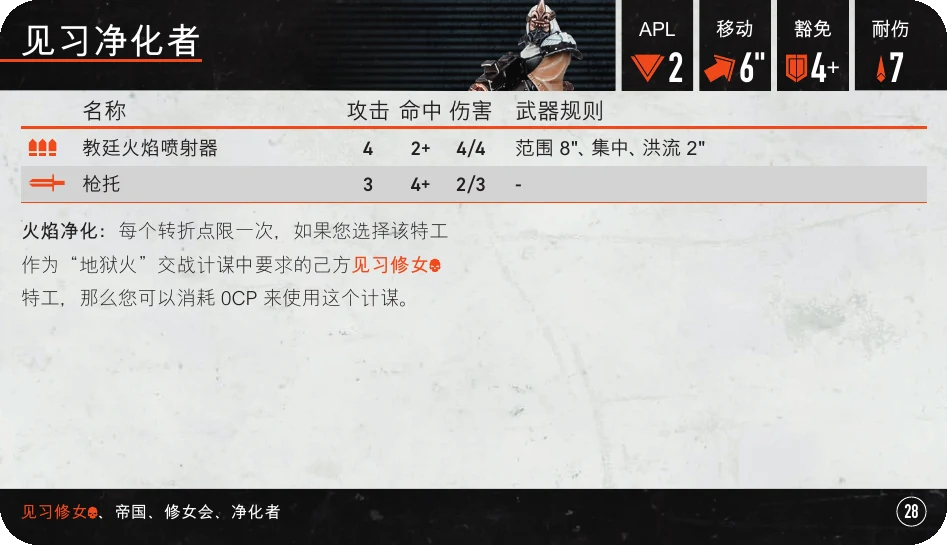 见习净化者
APL 移动 豁免 耐伤
2 6" 4+ 7
名称 攻击 命中 伤害 武器规则
教廷火焰喷射器 4 2+ 4/4 范围 8"、集中、洪流 2"
枪托 3 4+ 2/3 -
火焰净化：每个转折点限一次，如果您选择该特工
作为“地狱火”交战计谋中要求的己方见习修女
特工，那么您可以消耗 0CP 来使用这个计谋。
见习修女、帝国、修女会、净化者
28